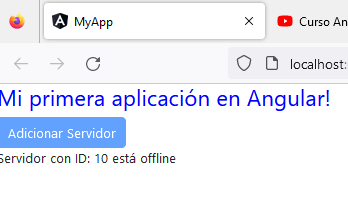 MyApp
Curso An
localhost:
Mi primera aplicación en Angular!
Adicionar Servidor
Servidor con ID: 10 está offline